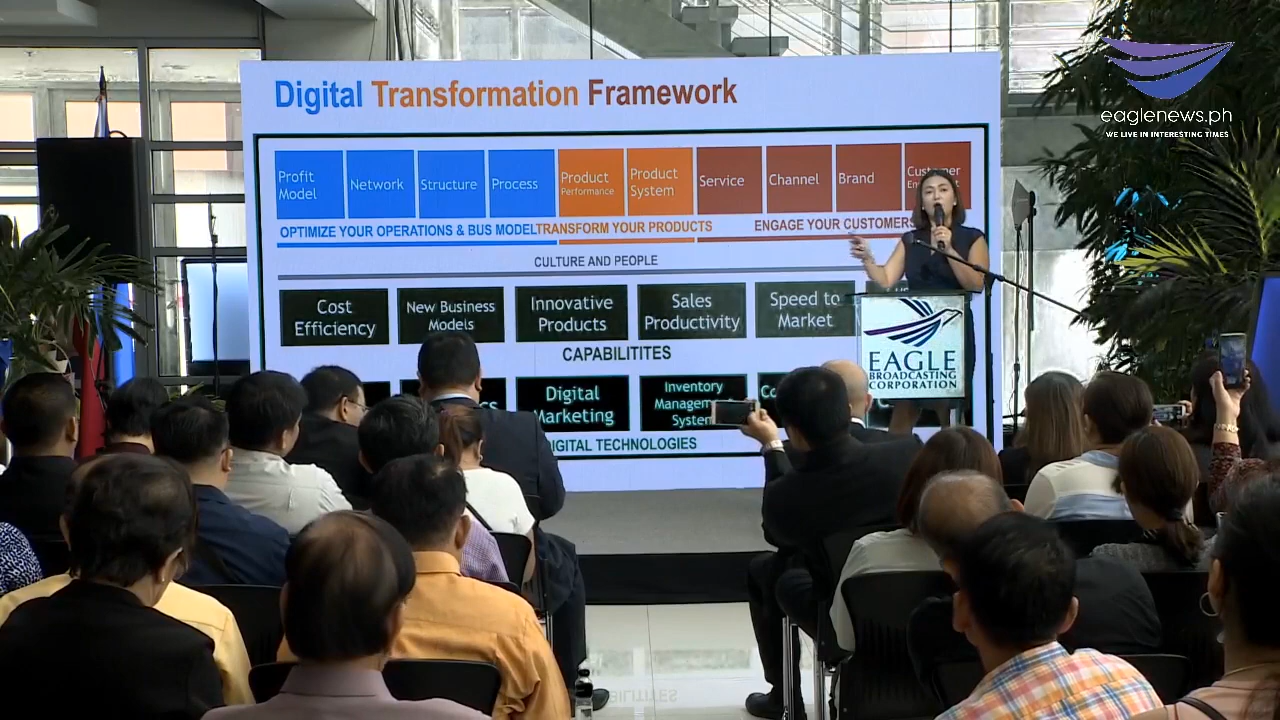 eaglenews.ph
WE LIVE IN INTERESTING TIMES
Digital Transformation Framework
Profit
Model
Network
Structure
Process
Product
Performance
Product
System
Service
Channel
Brand
Customer
OPTIMIZE YOUR OPERATIONS & BUS MODEL
TRANSFORM YOUR PRODUCTS
ENGAGE YOUR CUSTOMERS
CULTURE AND PEOPLE
Cost
Efficiency
New Business
Models
Innovative
Products
Sales
Productivity
Speed to
Market
CAPABILITITES
Digital
Marketing
Inventory
Management
System
DIGITAL TECHNOLOGIES
EAGLE
BROADCASTING
CORPORATION